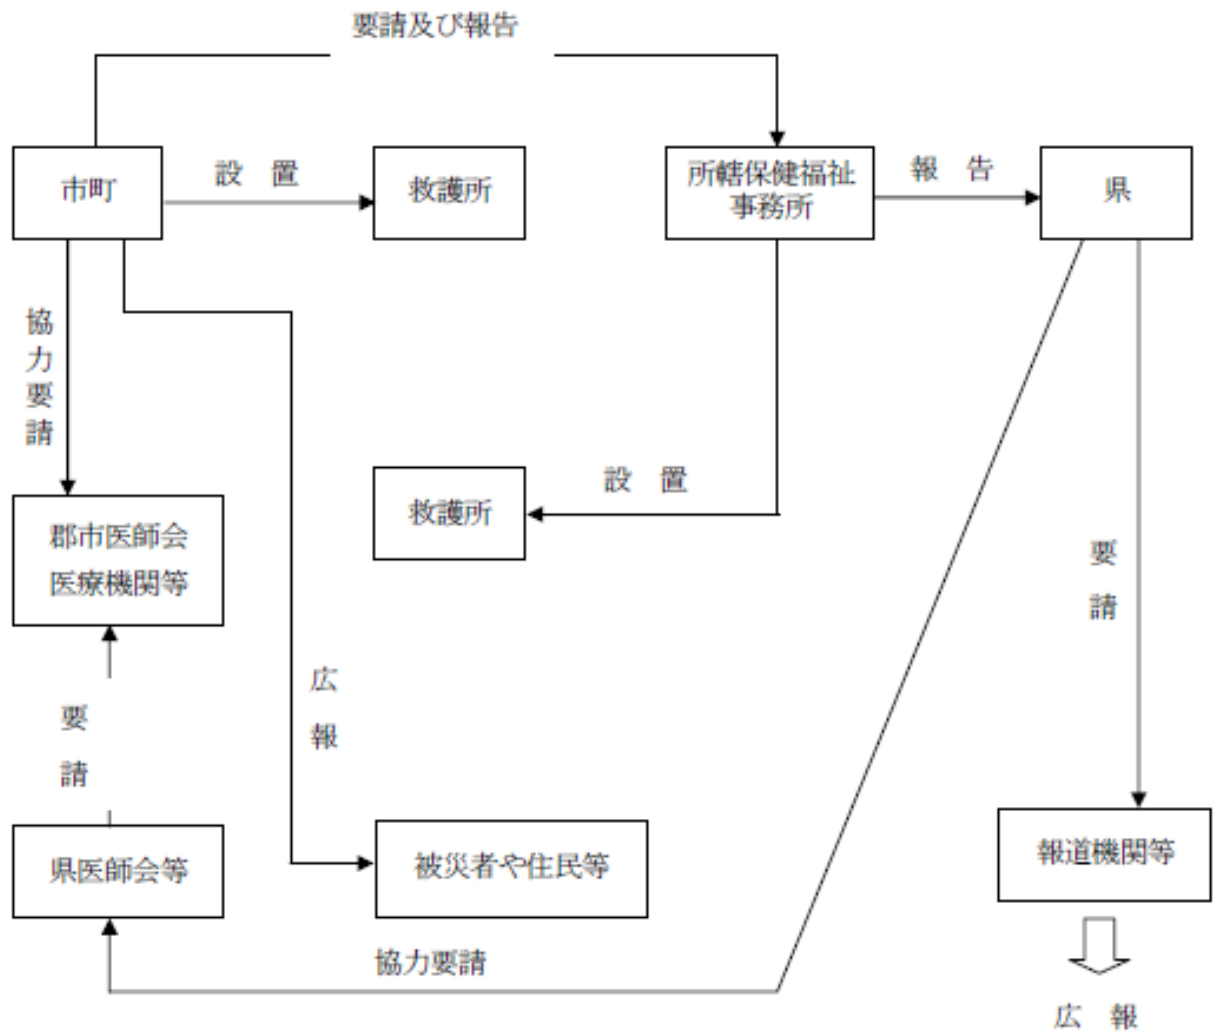 要請及び報告
市町
設 置
救護所
所轄保健福祉
事務所
報 告
県
協力要請
救護所
設 置
郡市医師会
医療機関等
要請
広報
要請
県医師会等
被災者や住民等
報道機関等
協力要請
広 報